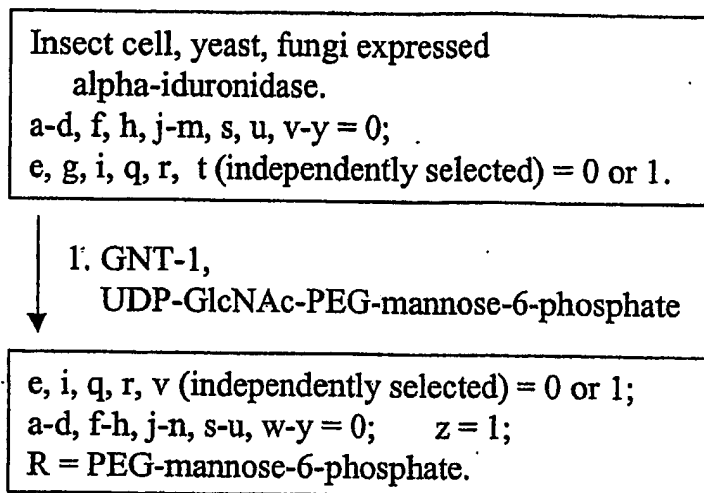 Insect cell, yeast, fungi expressed
alpha-iduronidase.
a-d, f, h, j-m, s, u, v-y = 0;
e, g, i, q, r, t (independently selected) = 0 or 1.
1. GNT-1,
UDP-GlcNAc-PEG-mannose-6-phosphate
e, i, q, r, v (independently selected) = 0 or 1;
a-d, f-h, j-n, s-u, w-y = 0; z = 1;
R = PEG-mannose-6-phosphate.